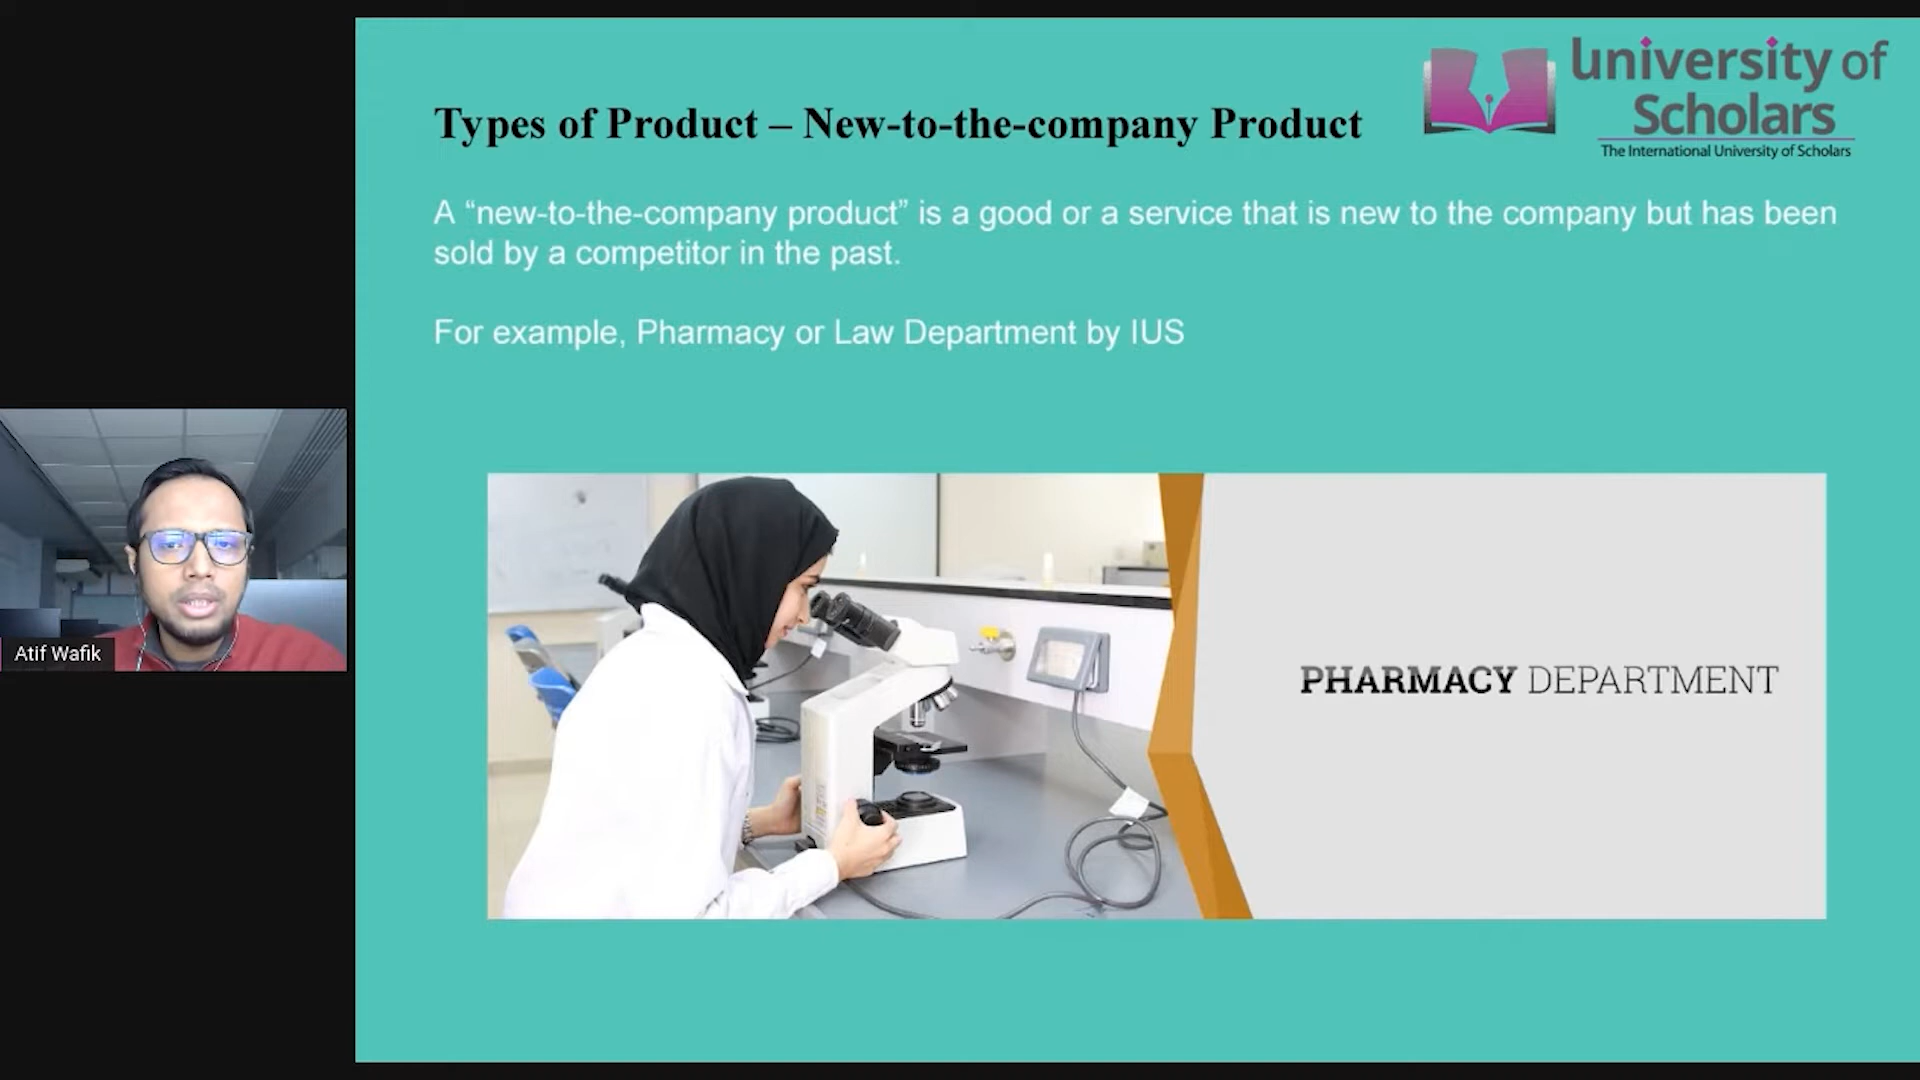 university of
Scholars
The International University of Scholars
Types of Product – New-to-the-company Product
A “new-to-the-company product” is a good or a service that is new to the company but has been
sold by a competitor in the past.
For example, Pharmacy or Law Department by IUS
PHARMACY DEPARTMENT
Atif Wafik